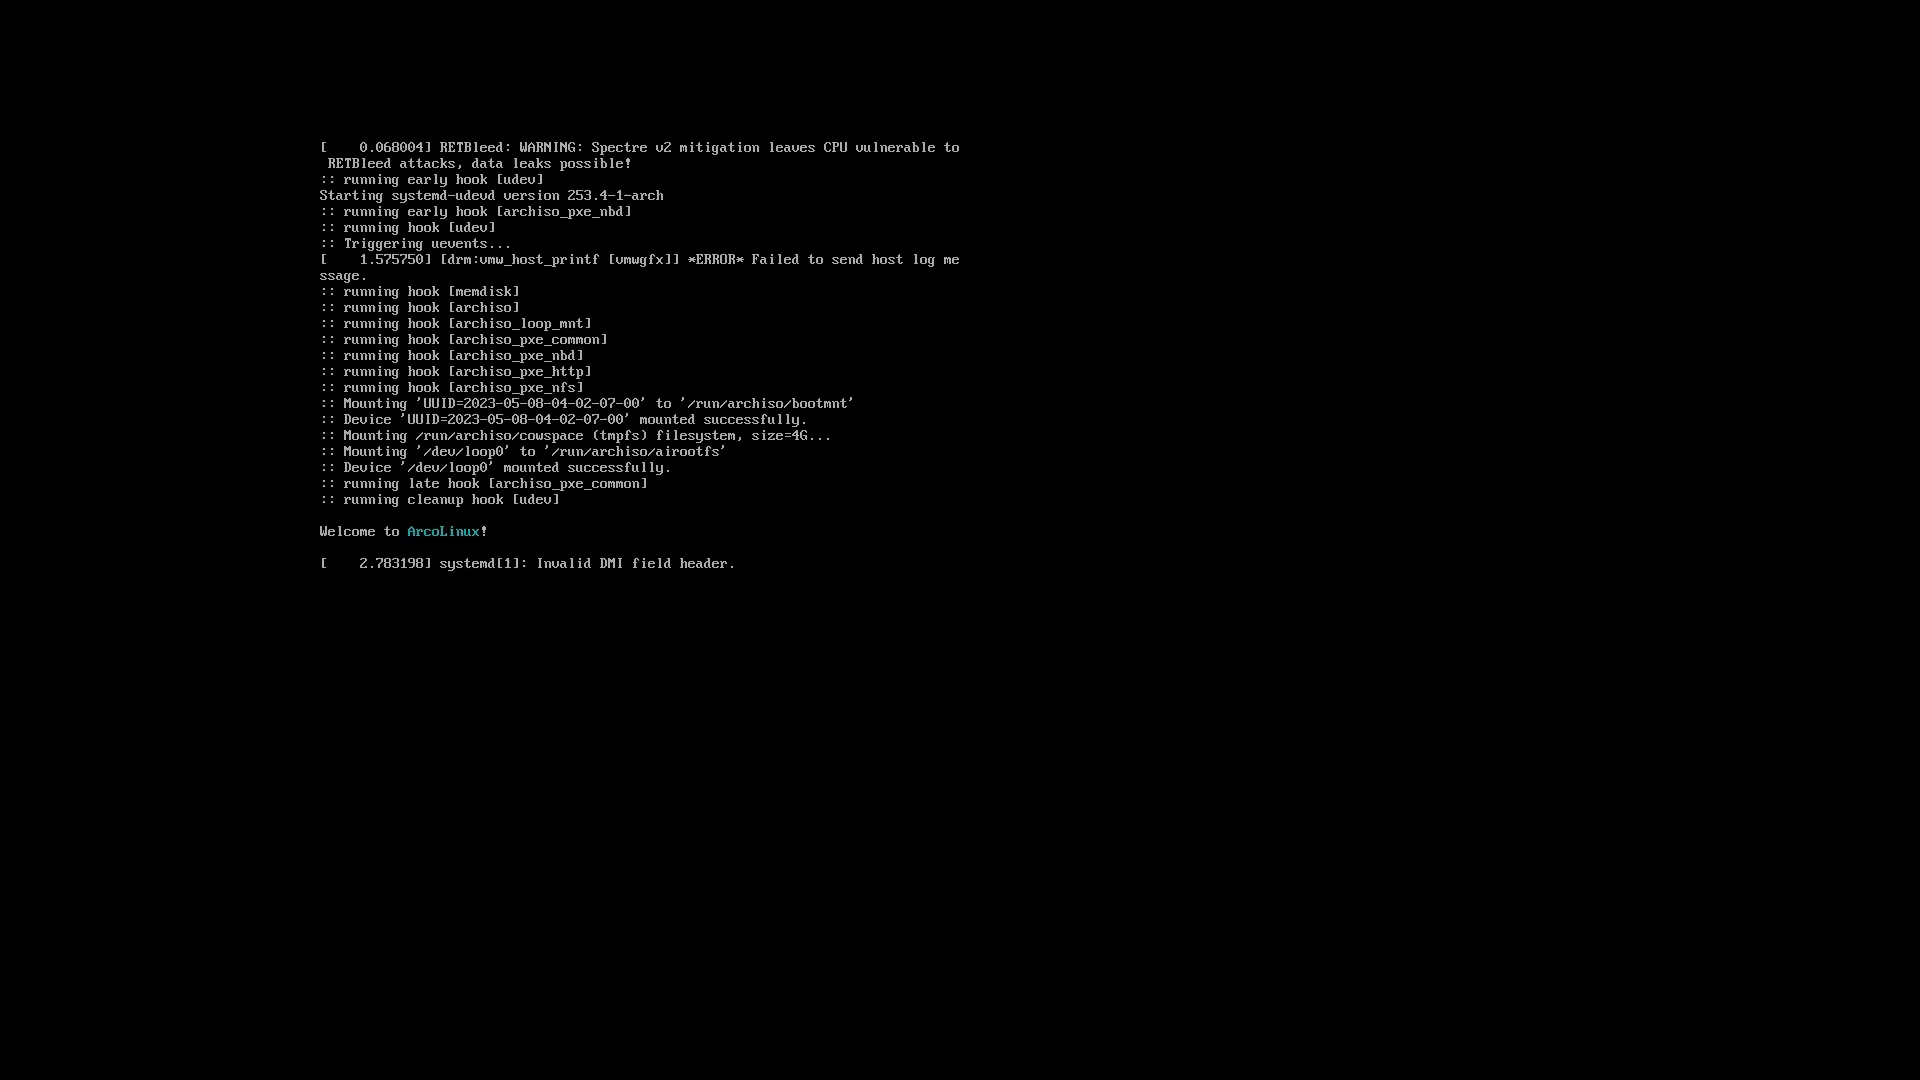 [    0.068004] RETBleed: WARNING: Spectre v2 mitigation leaves CPU vulnerable to
 RETBleed attacks, data leaks possible!
:: running early hook [udev]
Starting systemd-udevd version 253.4-1-arch
:: running early hook [archiso_pxe_nbd]
:: running hook [udev]
:: Triggering uevents...
[    1.575750] [drm:vmw_host_printf [vmwgfx]] *ERROR* Failed to send host log me
ssage.
:: running hook [memdisk]
:: running hook [archiso]
:: running hook [archiso_loop_mnt]
:: running hook [archiso_pxe_common]
:: running hook [archiso_pxe_nbd]
:: running hook [archiso_pxe_http]
:: running hook [archiso_pxe_nfs]
:: Mounting 'UUID=2023-05-08-04-02-07-00' to '/run/archiso/bootmnt'
:: Device 'UUID=2023-05-08-04-02-07-00' mounted successfully.
:: Mounting /run/archiso/cowspace (tmpfs) filesystem, size=4G...
:: Mounting '/dev/loop0' to '/run/archiso/airootfs'
:: Device '/dev/loop0' mounted successfully.
:: running late hook [archiso_pxe_common]
:: running cleanup hook [udev]

Welcome to ArcoLinux!

[    2.783198] systemd[1]: Invalid DMI field header.